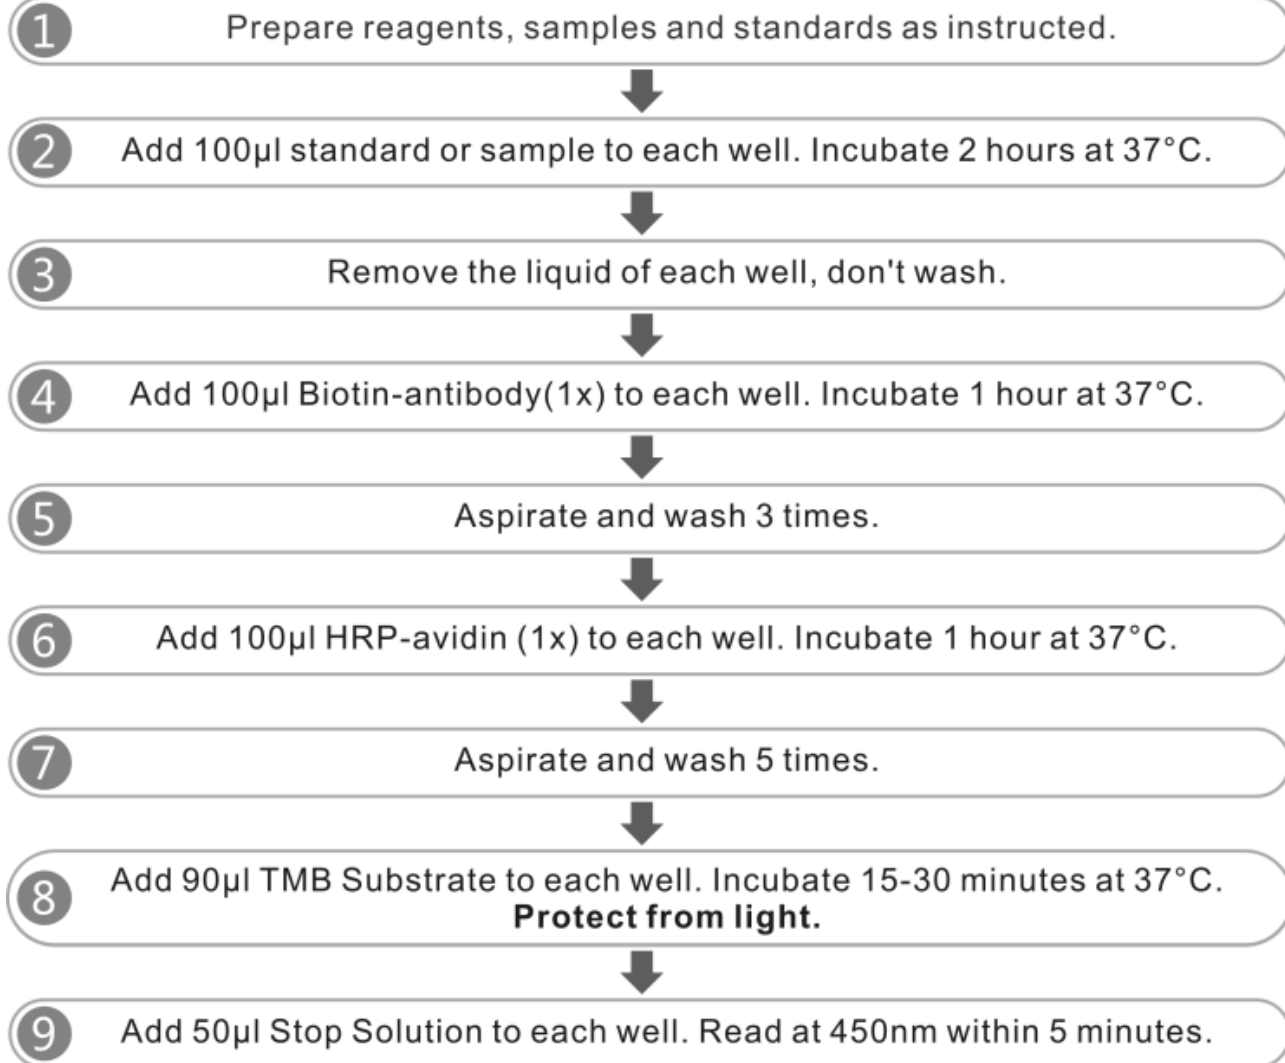 1 Prepare reagents, samples and standards as instructed.
2 Add 100µl standard or sample to each well. Incubate 2 hours at 37°C.
3 Remove the liquid of each well, don't wash.
4 Add 100µl Biotin-antibody(1x) to each well. Incubate 1 hour at 37°C.
5 Aspirate and wash 3 times.
6 Add 100µl HRP-avidin (1x) to each well. Incubate 1 hour at 37°C.
7 Aspirate and wash 5 times.
8 Add 90µl TMB Substrate to each well. Incubate 15-30 minutes at 37°C.
Protect from light.
9 Add 50µl Stop Solution to each well. Read at 450nm within 5 minutes.